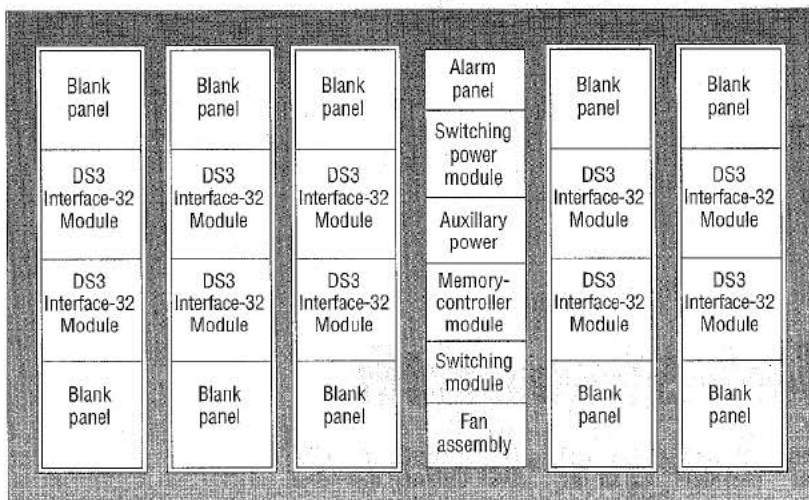 Blank
panel
DS3
Interface-32
Module
DS3
Interface-32
Module
Blank
panel
Blank
panel
DS3
Interface-32
Module
DS3
Interface-32
Module
Blank
panel
Blank
panel
DS3
Interface-32
Module
DS3
Interface-32
Module
Blank
panel
Alarm
panel
Switching
power
module
Auxillary
power
Memory-
controller
module
Switching
module
Fan
assembly
Blank
panel
DS3
Interface-32
Module
DS3
Interface-32
Module
Blank
panel
Blank
panel
DS3
Interface-32
Module
DS3
Interface-32
Module
Blank
panel